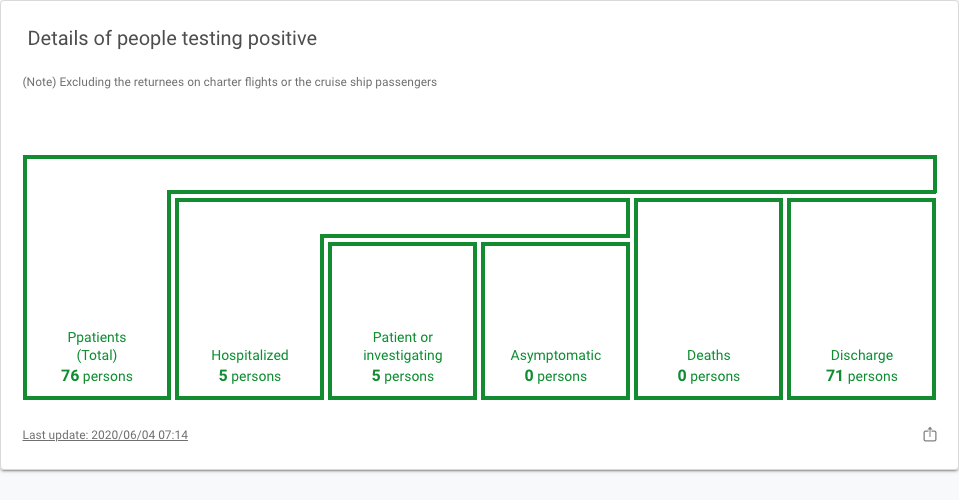 Details of people testing positive
(Note) Excluding the returnees on charter flights or the cruise ship passengers
Ppatients
(Total)
76 persons
Hospitalized
5 persons
Patient or
investigating
5 persons
Asymptomatic
0 persons
Deaths
0 persons
Discharge
71 persons
Last update: 2020/06/04 07:14